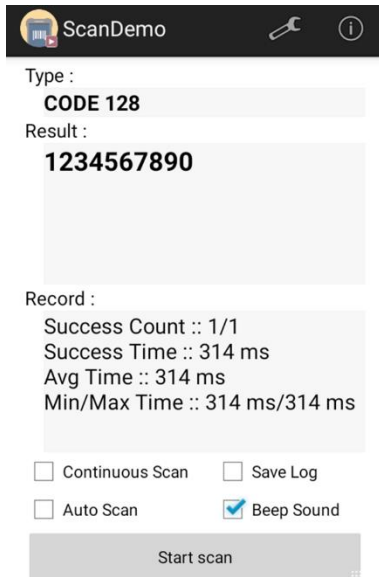 ScanDemo
Type :
CODE 128
Result :
1234567890
Record :
Success Count :: 1/1
Success Time :: 314 ms
Avg Time :: 314 ms
Min/Max Time :: 314 ms/314 ms
Continuous Scan Save Log
Auto Scan Beep Sound
Start scan